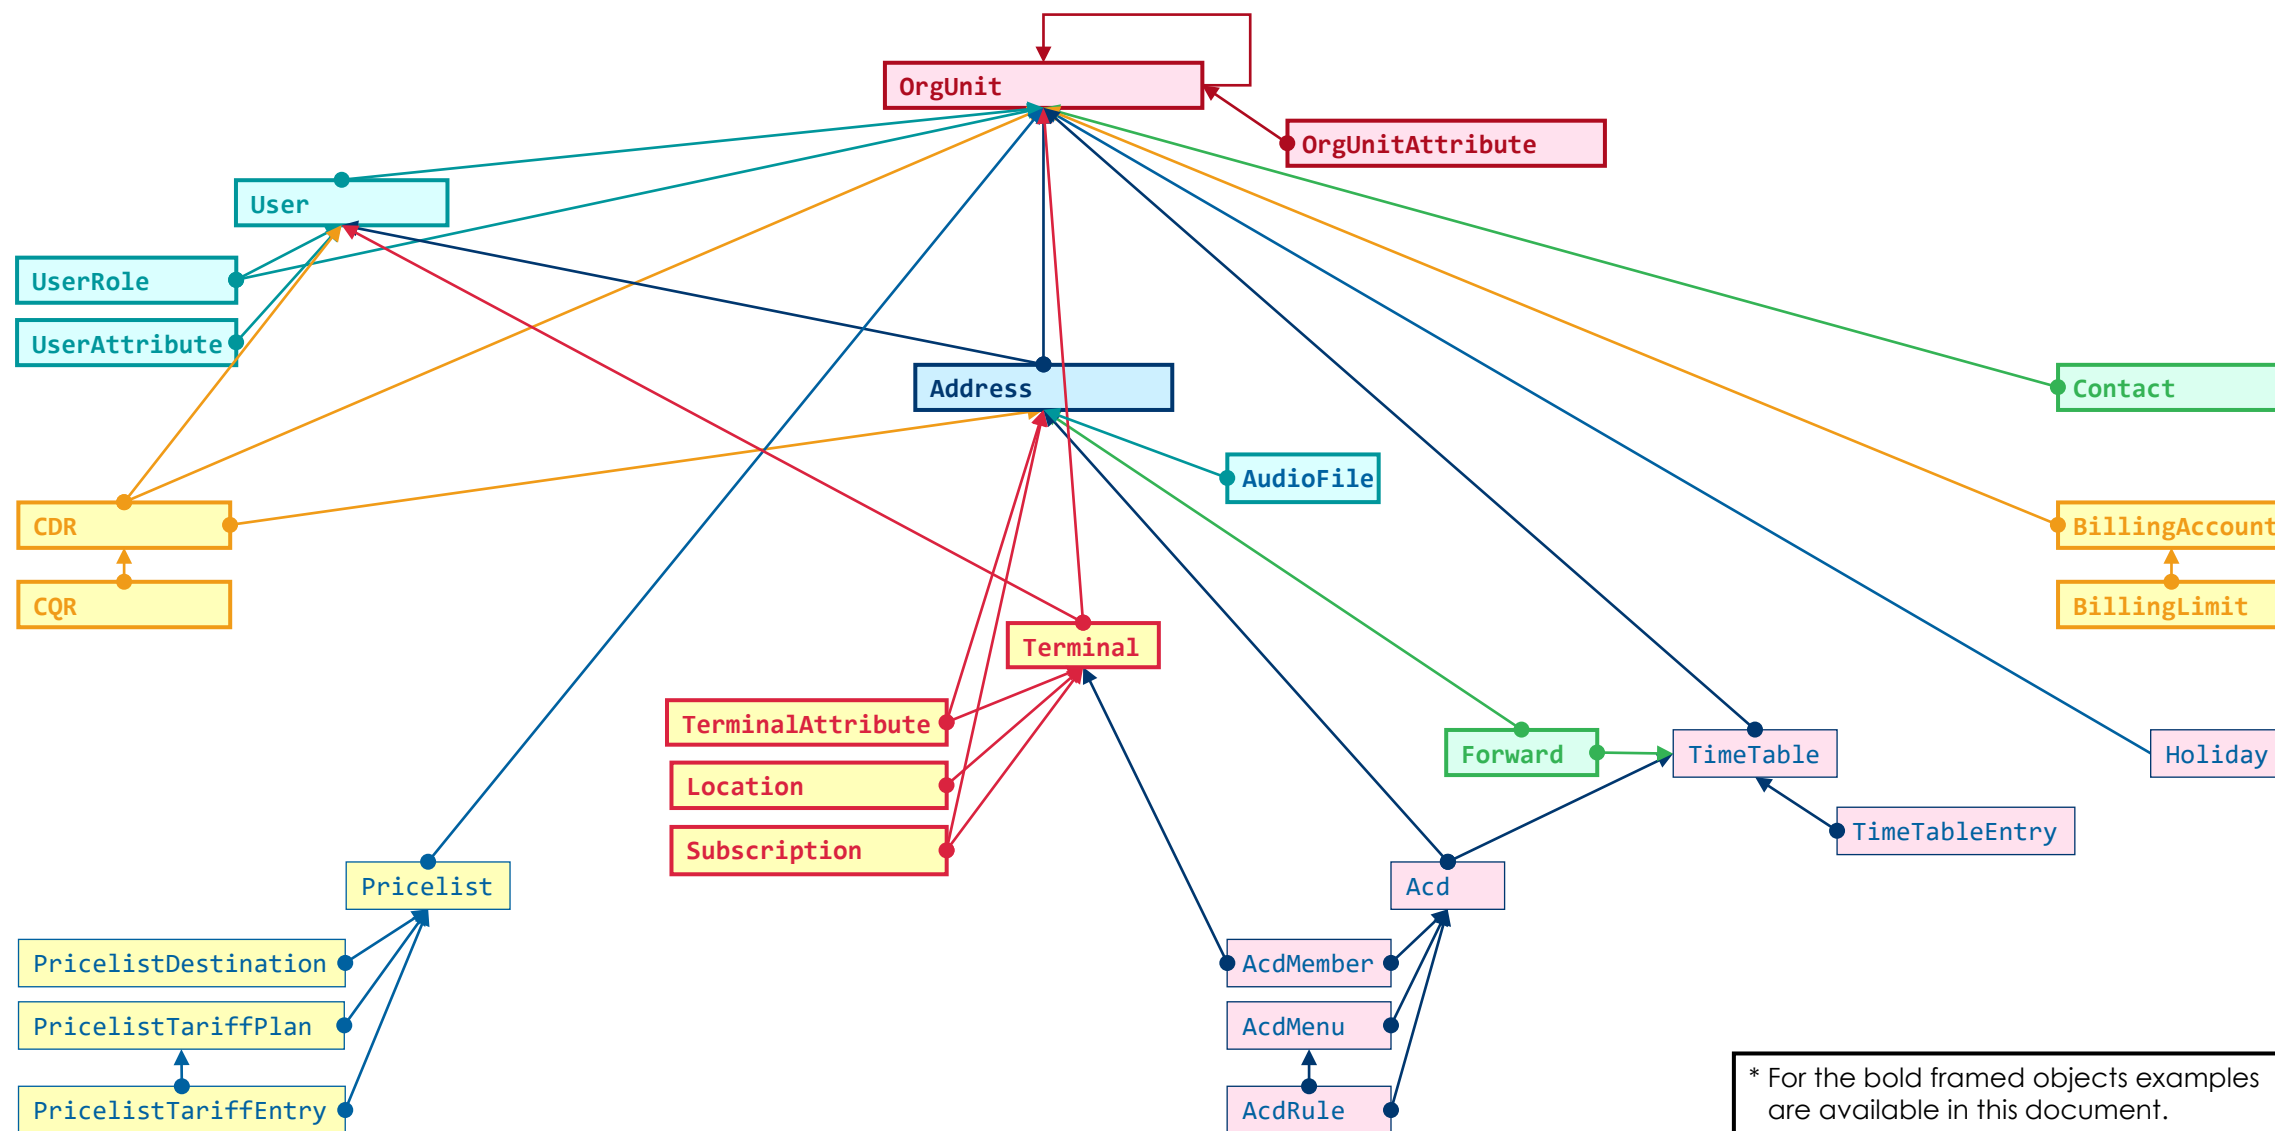 OrgUnit
OrgUnitAttribute
User
UserRole
UserAttribute
Address
Contact
AudioFile
CDR
BillingAccount
CQR
BillingLimit
Terminal
TerminalAttribute
Forward
TimeTable
Holiday
Location
TimeTableEntry
Subscription
Pricelist
Acd
PricelistDestination
AcdMember
PricelistTariffPlan
AcdMenu
* For the bold framed objects examples
are available in this document.
PricelistTariffEntry
AcdRule